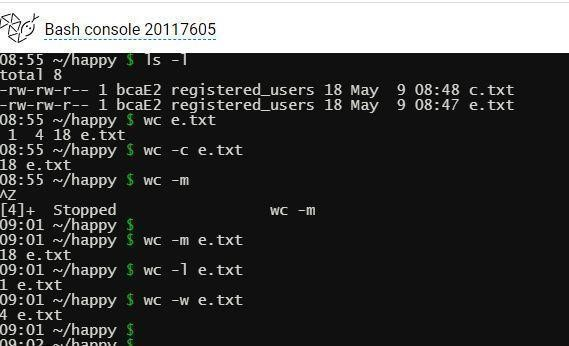 Bash console 20117605
08:55 ~/happy $ ls -l
total 8
-rw-rw-r-- 1 bcaE2 registered_users 18 May  9 08:48 c.txt
-rw-rw-r-- 1 bcaE2 registered_users 18 May  9 08:47 e.txt
08:55 ~/happy $ wc e.txt
 1  4 18 e.txt
08:55 ~/happy $ wc -c e.txt
18 e.txt
08:55 ~/happy $ wc -m
^Z
[4]+  Stopped                 wc -m
09:01 ~/happy $
09:01 ~/happy $ wc -m e.txt
18 e.txt
09:01 ~/happy $ wc -l e.txt
1 e.txt
09:01 ~/happy $ wc -w e.txt
4 e.txt
09:01 ~/happy $
09:02 ~/happy $